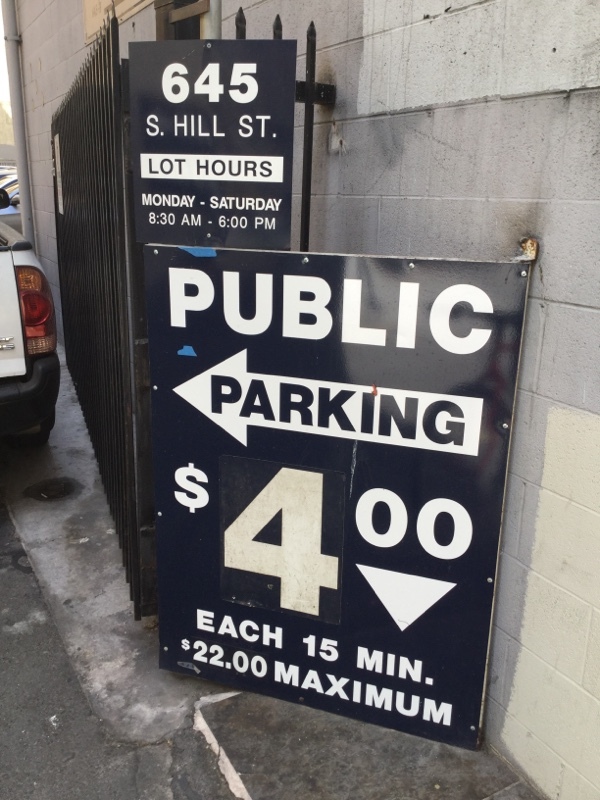 645
S. HILL ST.
LOT HOURS
MONDAY - SATURDAY
8:30 AM - 6:00 PM
PUBLIC
PARKING
$4.00
EACH 15 MIN.
$22.00 MAXIMUM